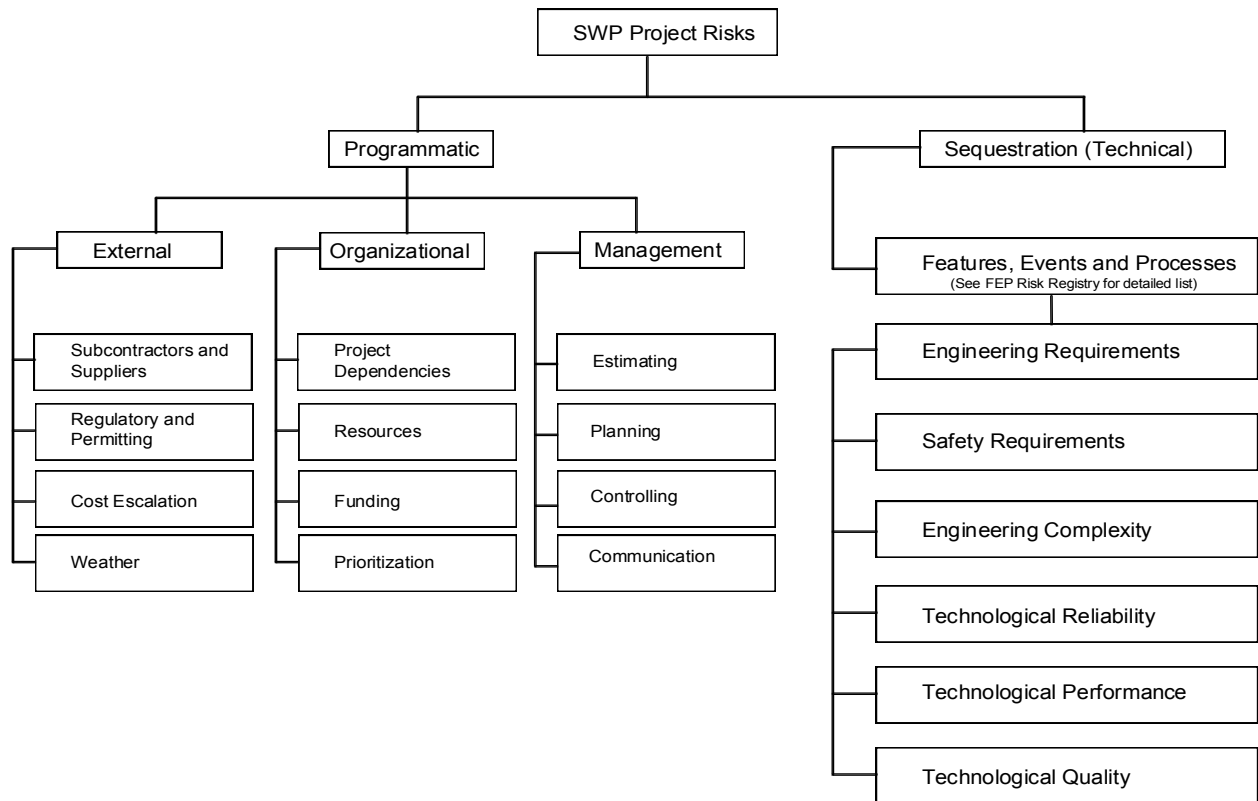 SWP Project Risks
Programmatic
Sequestration (Technical)
External
Organizational
Management
Features, Events and Processes
(See FEP Risk Registry for detailed list)
Subcontractors and
Suppliers
Regulatory and
Permitting
Cost Escalation
Weather
Project
Dependencies
Resources
Funding
Prioritization
Estimating
Planning
Controlling
Communication
Engineering Requirements
Safety Requirements
Engineering Complexity
Technological Reliability
Technological Performance
Technological Quality